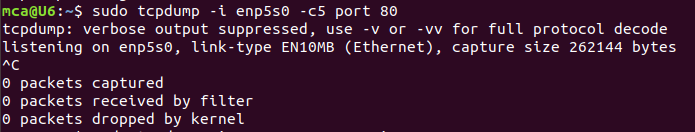 mca@U6:~$ sudo tcpdump -i enp5s0 -c5 port 80
tcpdump: verbose output suppressed, use -v or -vv for full protocol decode
listening on enp5s0, link-type EN10MB (Ethernet), capture size 262144 bytes
^C
0 packets captured
0 packets received by filter
0 packets dropped by kernel